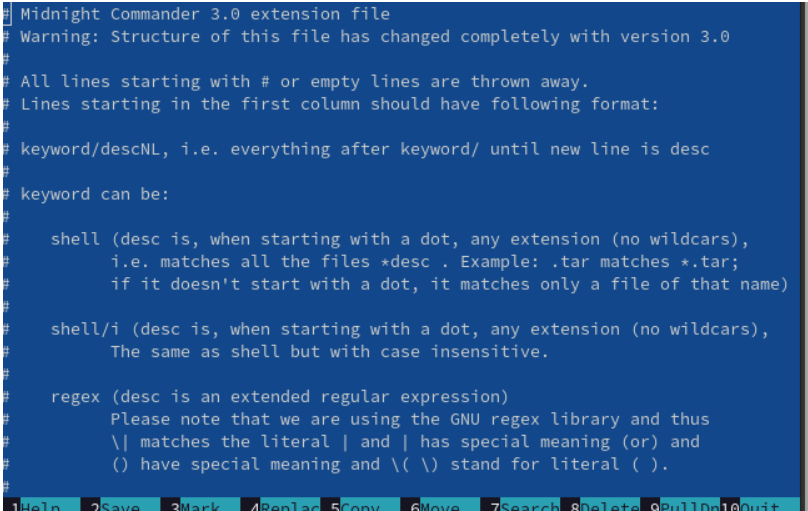 # Midnight Commander 3.0 extension file
# Warning: Structure of this file has changed completely with version 3.0
#
# All lines starting with # or empty lines are thrown away.
# Lines starting in the first column should have following format:
#
# keyword/descNL, i.e. everything after keyword/ until new line is desc
#
# keyword can be:
#
#    shell (desc is, when starting with a dot, any extension (no wildcars),
#          i.e. matches all the files *desc . Example: .tar matches *.tar;
#          if it doesn't start with a dot, it matches only a file of that name)
#
#    shell/i (desc is, when starting with a dot, any extension (no wildcars),
#          The same as shell but with case insensitive.
#
#    regex (desc is an extended regular expression)
#          Please note that we are using the GNU regex library and thus
#          \| matches the literal | and | has special meaning (or) and
#          () have special meaning and \( \) stand for literal ( ).
#
1Help  2Save  3Mark  4Replac 5Copy  6Move  7Search 8Delete 9PullDn10Quit